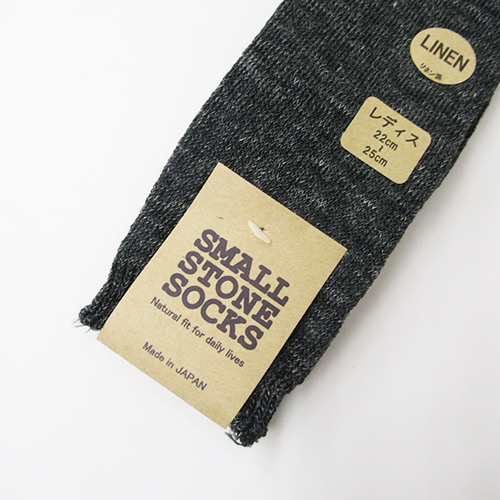 LINEN
リネン混
レディス
22cm
~
25cm
SMALL
STONE
SOCKS
Natural fit for daily lives
Made in JAPAN